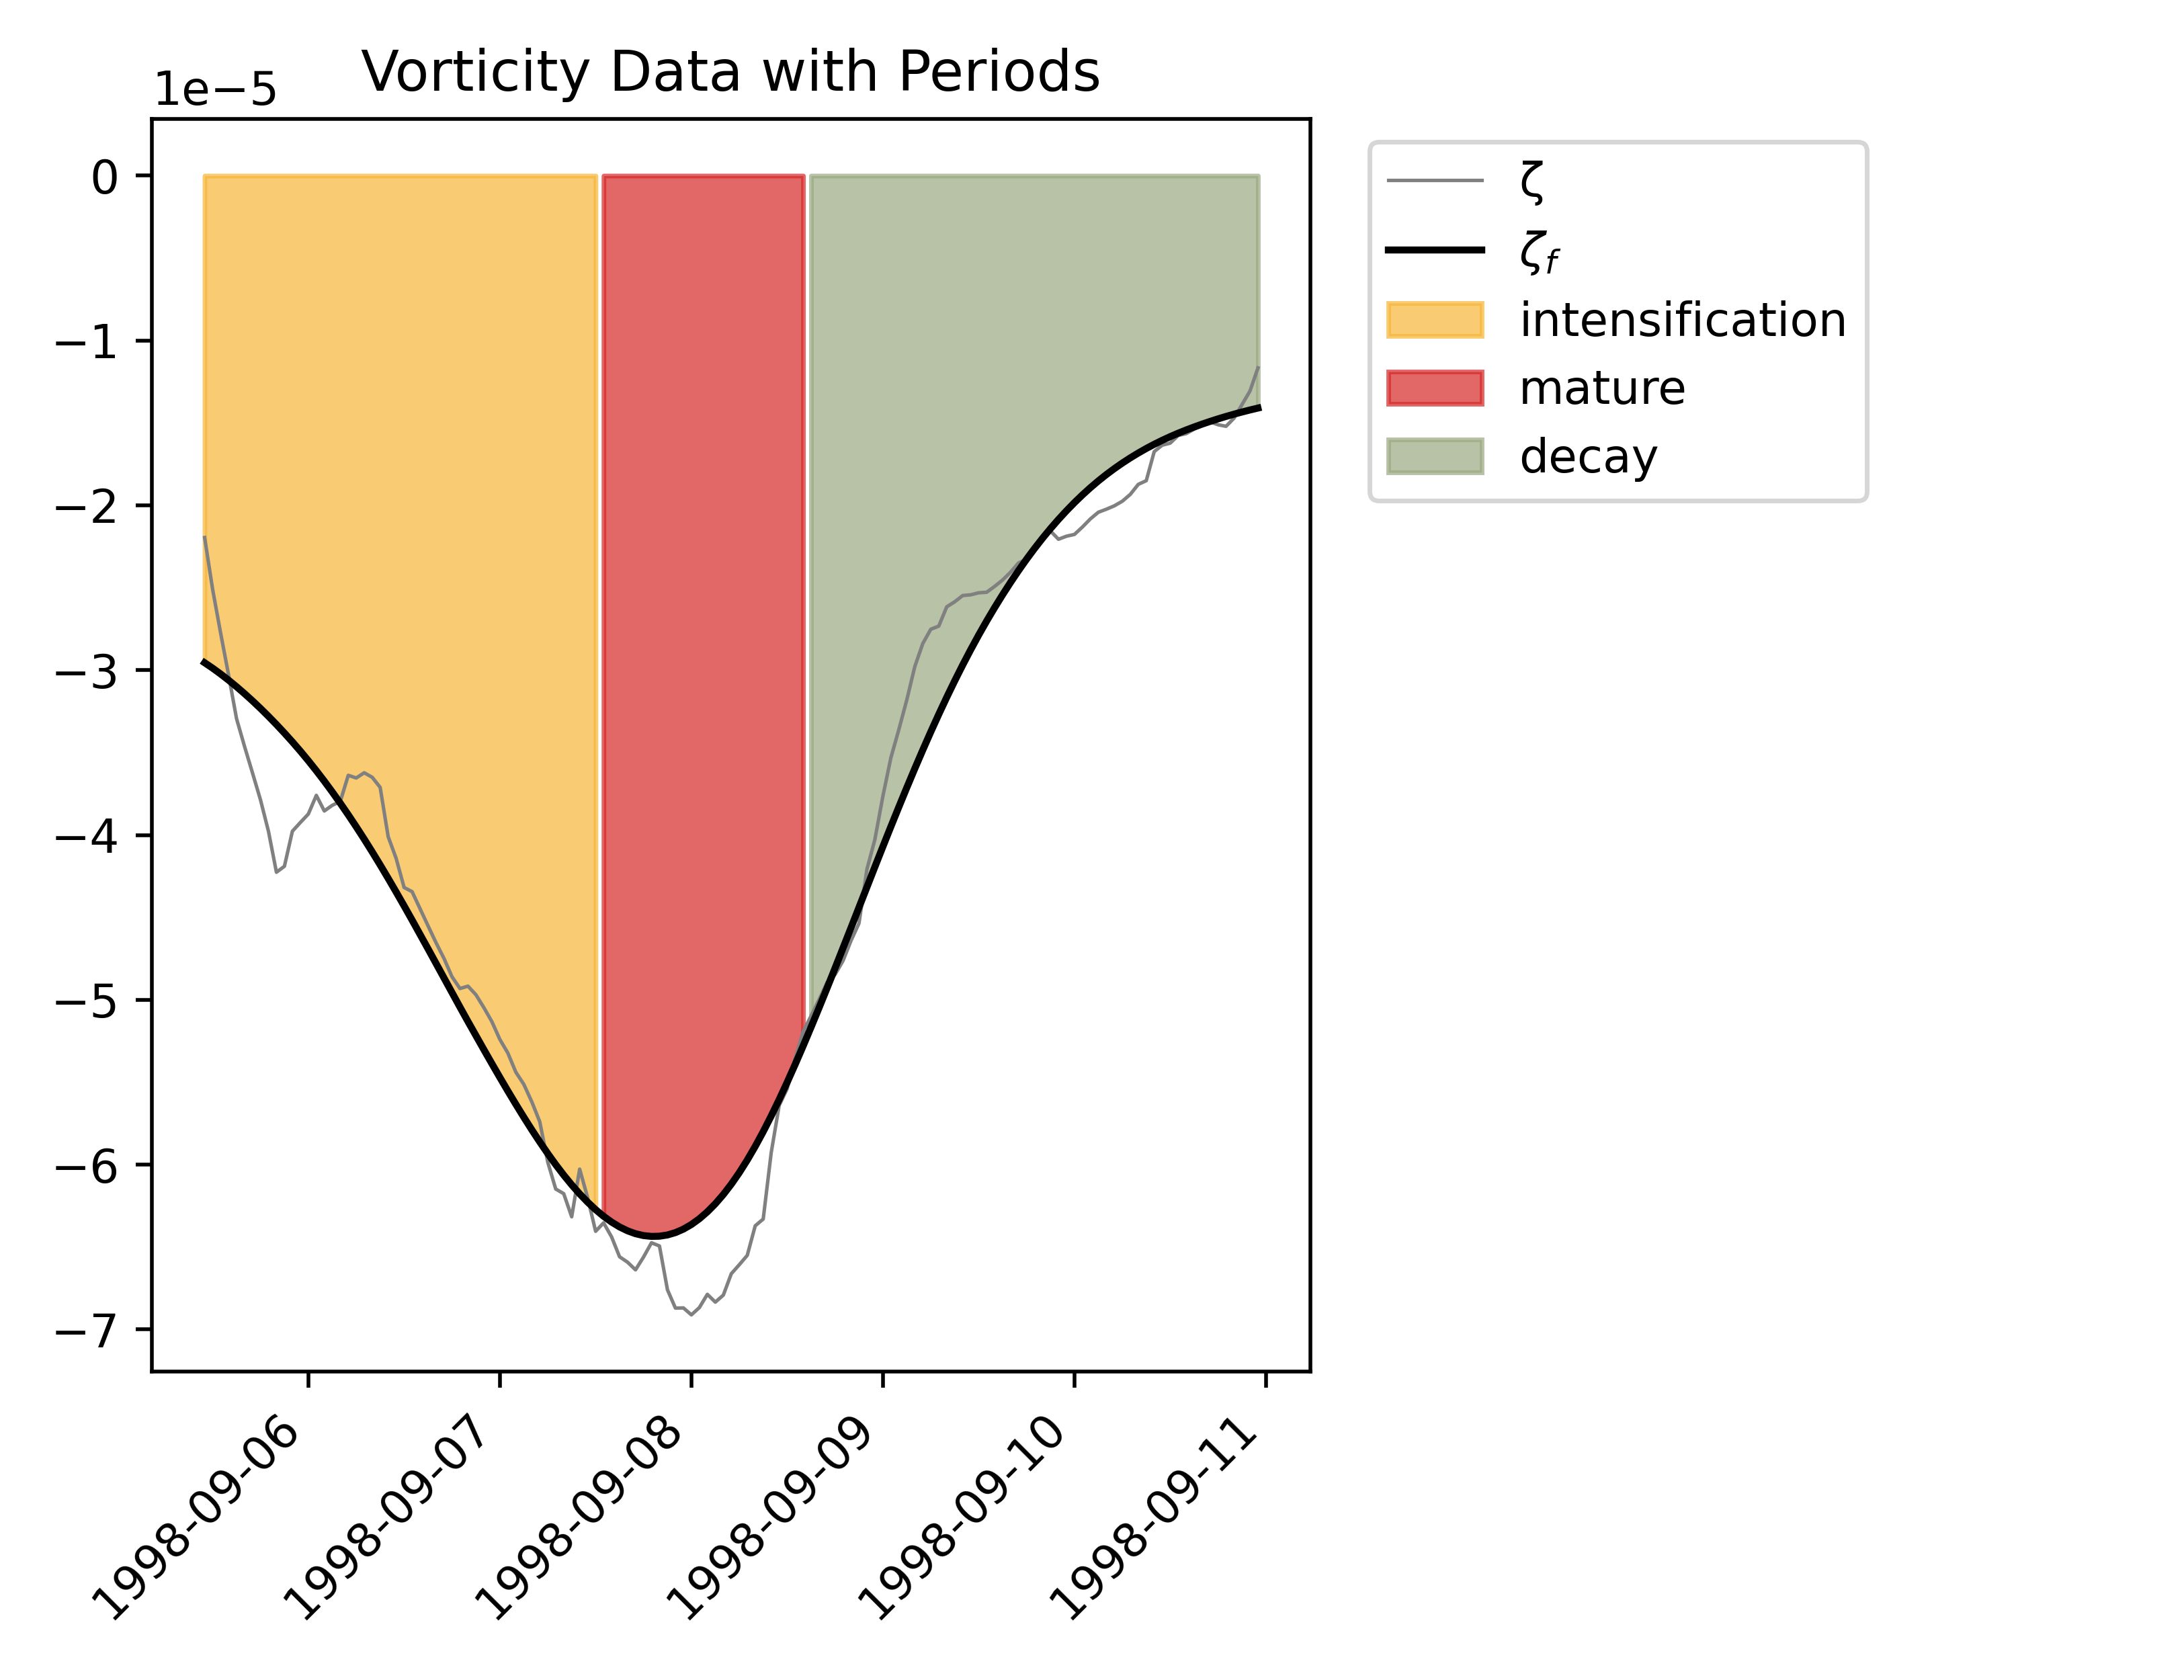 Vorticity Data with Periods
1e−5
0
−1
−2
−3
−4
−5
−6
−7
1998-09-06
1998-09-07
1998-09-08
1998-09-09
1998-09-10
1998-09-11
ζ
ζf
intensification
mature
decay